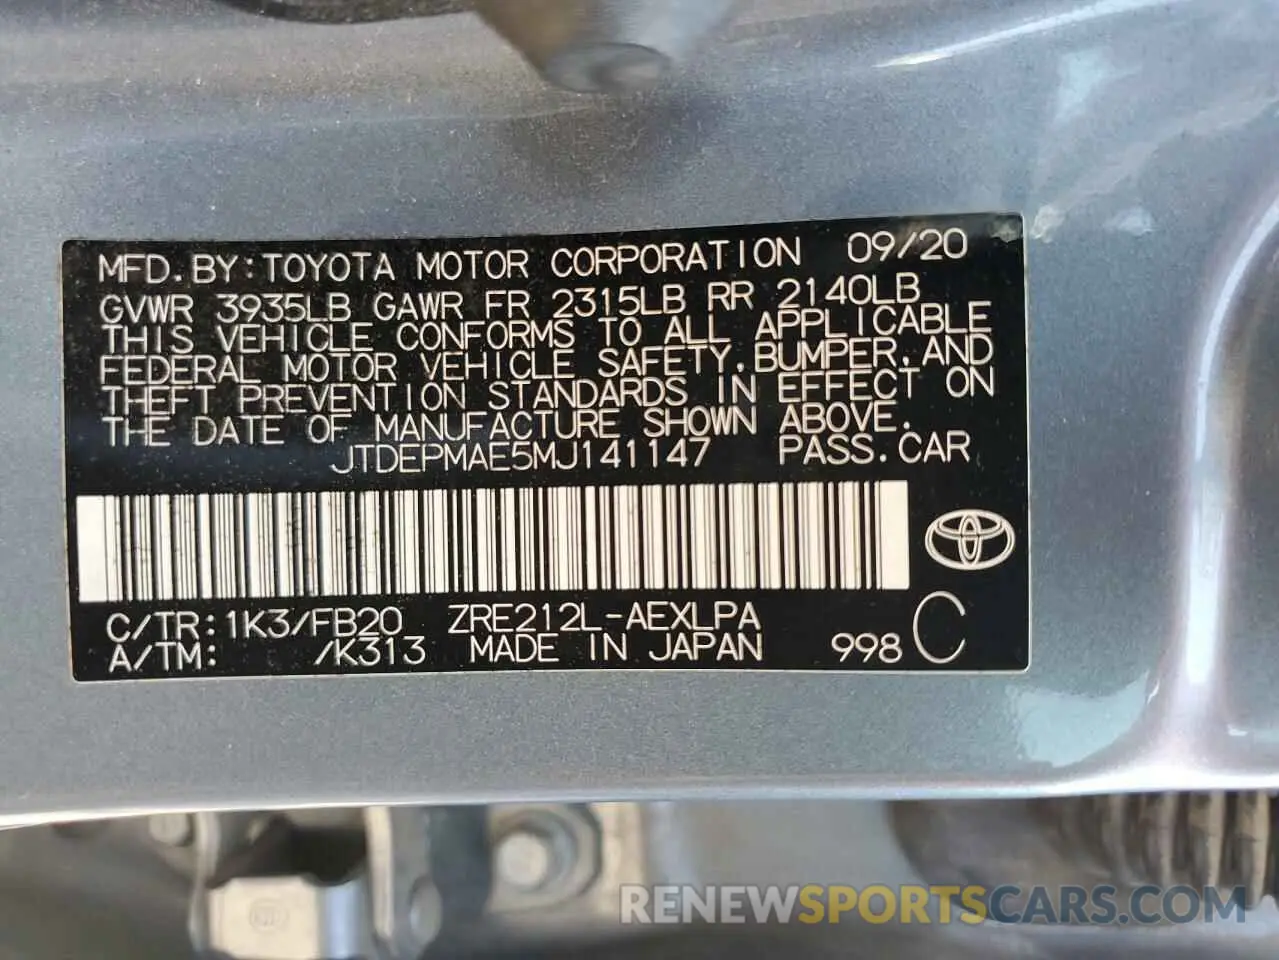 MFD.BY:TOYOTA MOTOR CORPORATION 09/20
GVWR 3935LB GAWR FR 2315LB RR 2140LB
THIS VEHICLE CONFORMS TO ALL APPLICABLE
FEDERAL MOTOR VEHICLE SAFETY,BUMPER,AND
THEFT PREVENTION STANDARDS IN EFFECT ON
THE DATE OF MANUFACTURE SHOWN ABOVE.
JTDEPMAE5MJ141147 PASS.CAR
C/TR:1K3/FB20 ZRE212L-AEXLPA
A/TM: /K313 MADE IN JAPAN 998 C
RENEWSPORTSCARS.COM